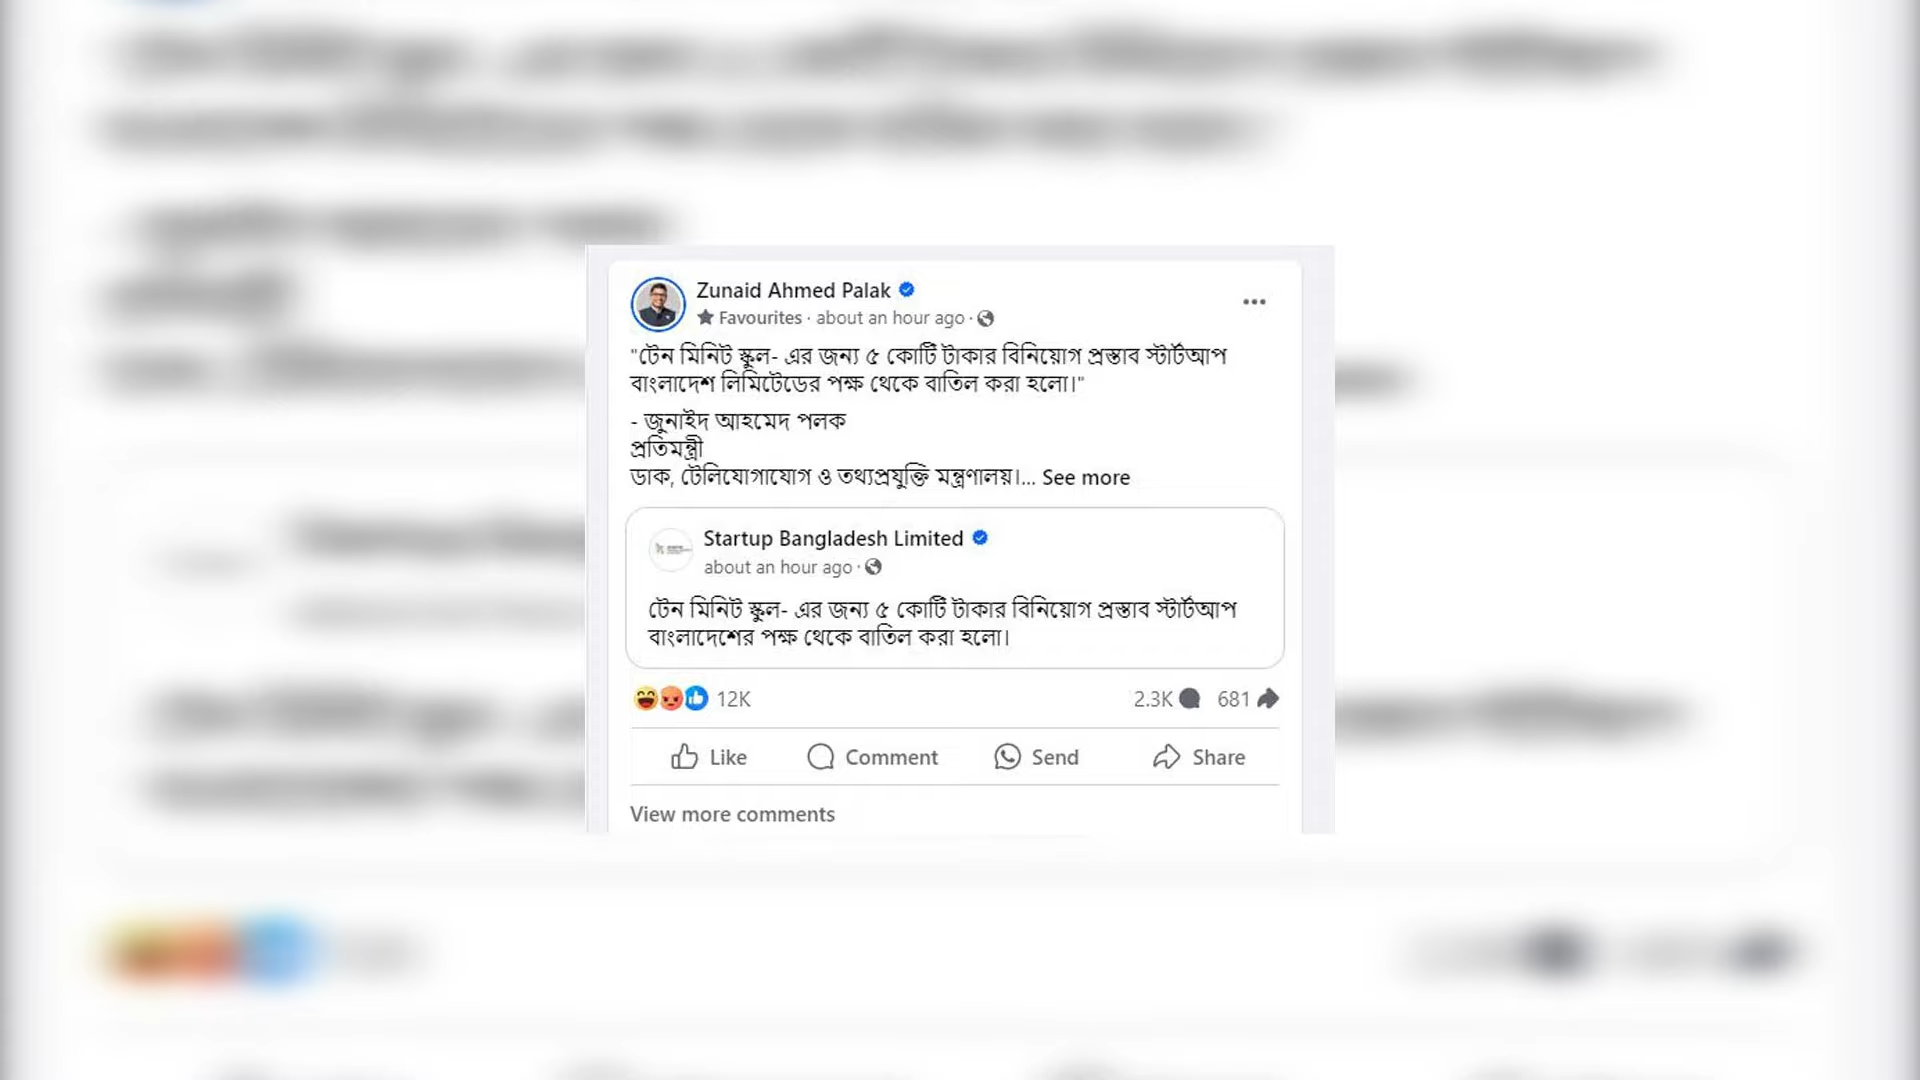 Zunaid Ahmed Palak
Favourites · about an hour ago ·
"টেন মিনিট স্কুল- এর জন্য ৫ কোটি টাকার বিনিয়োগ প্রস্তাব স্টার্টআপ
বাংলাদেশ লিমিটেডের পক্ষ থেকে বাতিল করা হলো।"
- জুনাইদ আহমেদ পলক
প্রতিমন্ত্রী
ডাক, টেলিযোগাযোগ ও তথ্যপ্রযুক্তি মন্ত্রণালয়।... See more
Startup Bangladesh Limited
about an hour ago ·
টেন মিনিট স্কুল- এর জন্য ৫ কোটি টাকার বিনিয়োগ প্রস্তাব স্টার্টআপ
বাংলাদেশের পক্ষ থেকে বাতিল করা হলো।
12K 2.3K 681
Like Comment Send Share
View more comments